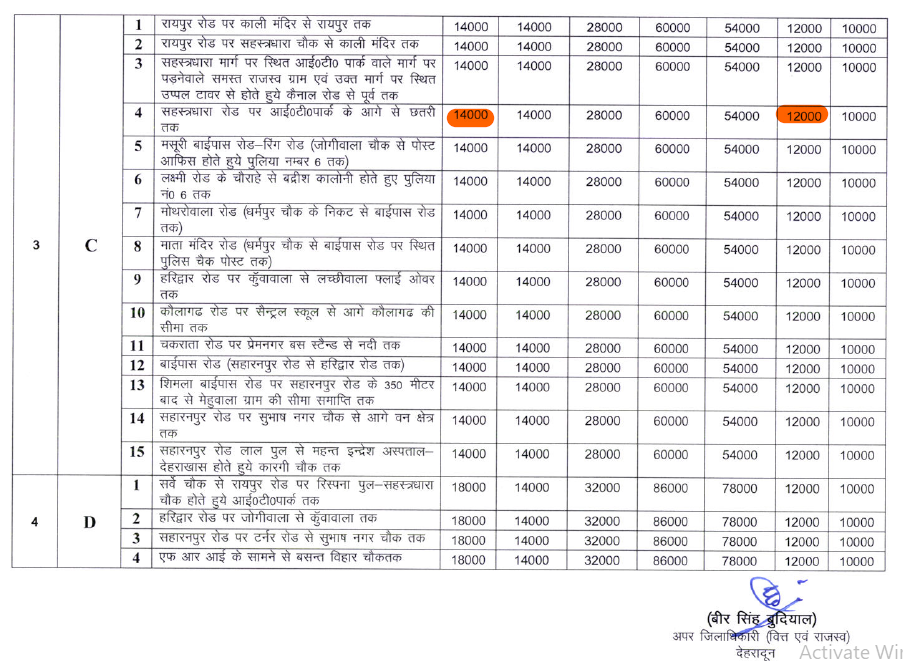 1 रायपुर रोड पर काली मंदिर से रायपुर तक 14000 14000 28000 60000 54000 12000 10000
2 रायपुर रोड पर सहस्त्रधारा चौक से काली मंदिर तक 14000 14000 28000 60000 54000 12000 10000
3 सहस्त्रधारा मार्ग पर स्थित आई0टी0 पार्क वाले मार्ग पर 14000 14000 28000 60000 54000 12000 10000
पड़नेवाले समस्त राजस्व ग्राम एवं उक्त मार्ग पर स्थित
उप्पल टावर से होते हुये कैनाल रोड से पूर्व तक
4 सहस्त्रधारा रोड पर आई0टी0पार्क के आगे से छतरी 14000 14000 28000 60000 54000 12000 10000
तक
5 मसूरी बाईपास रोड–रिंग रोड (जोगीवाला चौक से पोस्ट 14000 14000 28000 60000 54000 12000 10000
आफिस होते हुये पुलिया नम्बर 6 तक)
6 लक्ष्मी रोड के चौराहे से बद्रीश कालोनी होते हुए पुलिया 14000 14000 28000 60000 54000 12000 10000
नं0 6 तक
7 मोथरोवाला रोड (धर्मपुर चौक के निकट से बाईपास रोड 14000 14000 28000 60000 54000 12000 10000
तक)
3 C 8 माता मंदिर रोड (धर्मपुर चौक से बाईपास रोड पर स्थित 14000 14000 28000 60000 54000 12000 10000
पुलिस चैक पोस्ट तक)
9 हरिद्वार रोड पर कुॅवावाला से लच्छीवाला फ्लाई ओवर 14000 14000 28000 60000 54000 12000 10000
तक
10 कौलागढ रोड पर सैन्ट्रल स्कूल से आगे कौलागढ की 14000 14000 28000 60000 54000 12000 10000
सीमा तक
11 चकराता रोड पर प्रेमनगर बस स्टैन्ड से नदी तक 14000 14000 28000 60000 54000 12000 10000
12 बाईपास रोड (सहारनपुर रोड से हरिद्वार रोड तक) 14000 14000 28000 60000 54000 12000 10000
13 शिमला बाईपास रोड पर सहारनपुर रोड के 350 मीटर 14000 14000 28000 60000 54000 12000 10000
बाद से मेहुवाला ग्राम की सीमा समाप्ति तक
14 सहारनपुर रोड पर सुभाष नगर चौक से आगे वन क्षेत्र 14000 14000 28000 60000 54000 12000 10000
तक
15 सहारनपुर रोड लाल पुल से महन्त इन्द्रेश अस्पताल– 14000 14000 28000 60000 54000 12000 10000
देहराखास होते हुये कारगी चौक तक
1 सर्वे चौक से रायपुर रोड पर रिस्पना पुल–सहस्त्रधारा 18000 14000 32000 86000 78000 12000 10000
चौक होते हुये आई0टी0पार्क तक
4 D 2 हरिद्वार रोड पर जोगीवाला से कुॅवावाला तक 18000 14000 32000 86000 78000 12000 10000
3 सहारनपुर रोड पर टर्नर रोड से सुभाष नगर चौक तक 18000 14000 32000 86000 78000 12000 10000
4 एफ आर आई के सामने से बसन्त विहार चौकतक 18000 14000 32000 86000 78000 12000 10000
(बीर सिंह बुदियाल)
अपर जिलाधिकारी (वित्त एवं राजस्व)
देहरादून Activate Wi